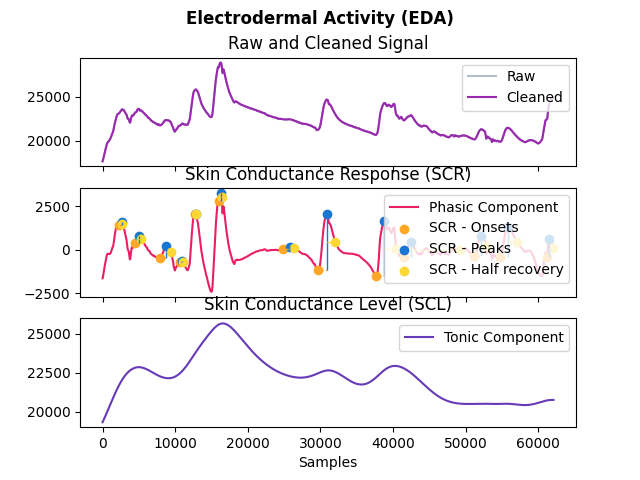 Electrodermal Activity (EDA)
Raw and Cleaned Signal
25000
20000
Raw
Cleaned
Skin Conductance Response (SCR)
2500
0
−2500
Phasic Component
SCR - Onsets
SCR - Peaks
SCR - Half recovery
Skin Conductance Level (SCL)
25000
22500
20000
Tonic Component
0 10000 20000 30000 40000 50000 60000
Samples